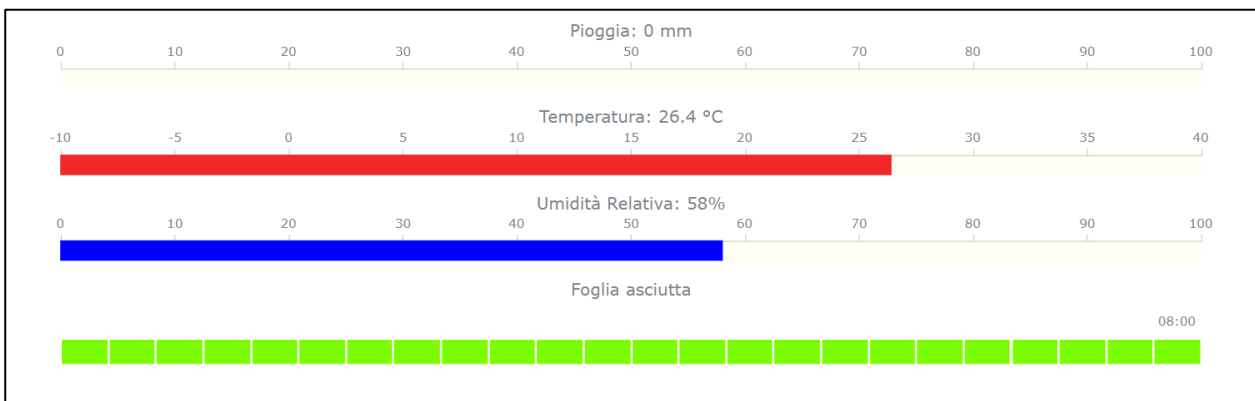 Pioggia: 0 mm
0 10 20 30 40 50 60 70 80 90 100
Temperatura: 26.4 °C
-10 -5 0 5 10 15 20 25 30 35 40
Umidità Relativa: 58%
0 10 20 30 40 50 60 70 80 90 100
Foglia asciutta
08:00